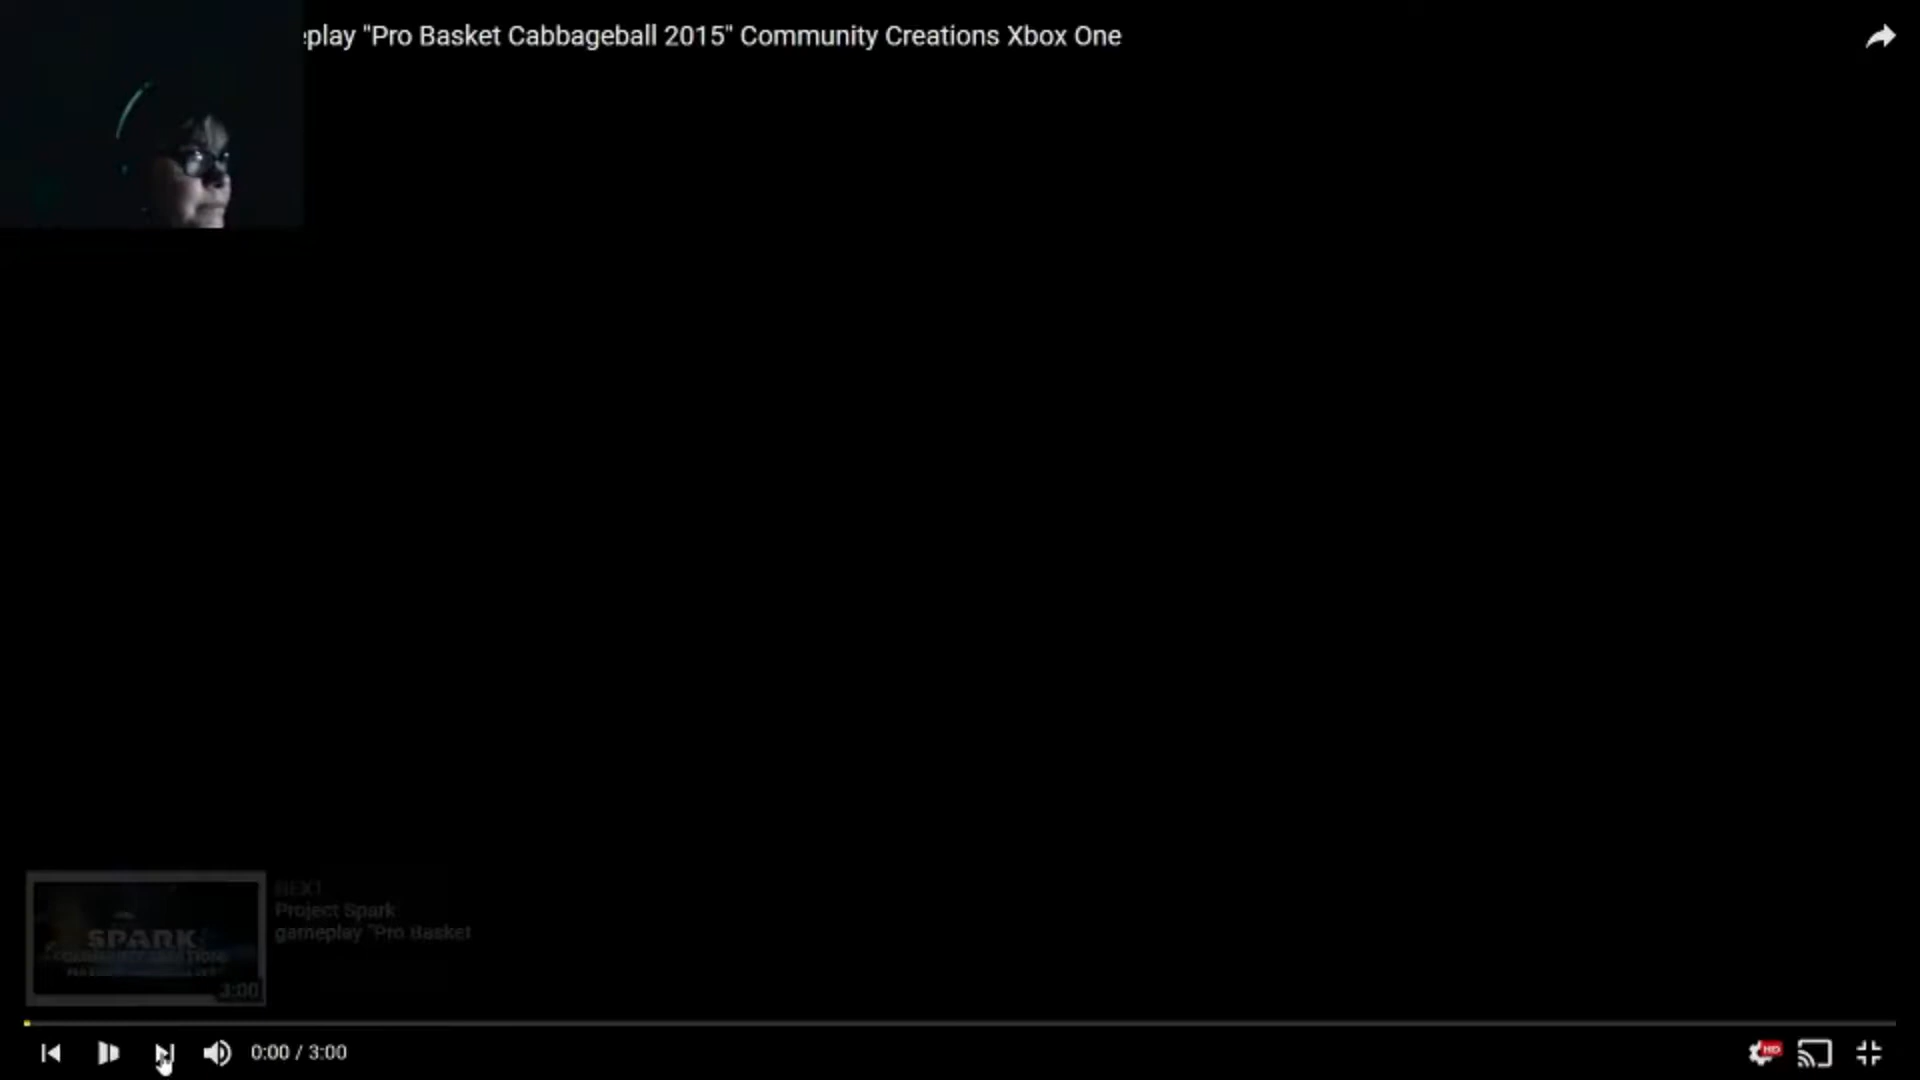 eplay "Pro Basket Cabbageball 2015" Community Creations Xbox One
NEXT
Project Spark
gameplay "Pro Basket
SPARK
3:00
0:00 / 3:00
HD